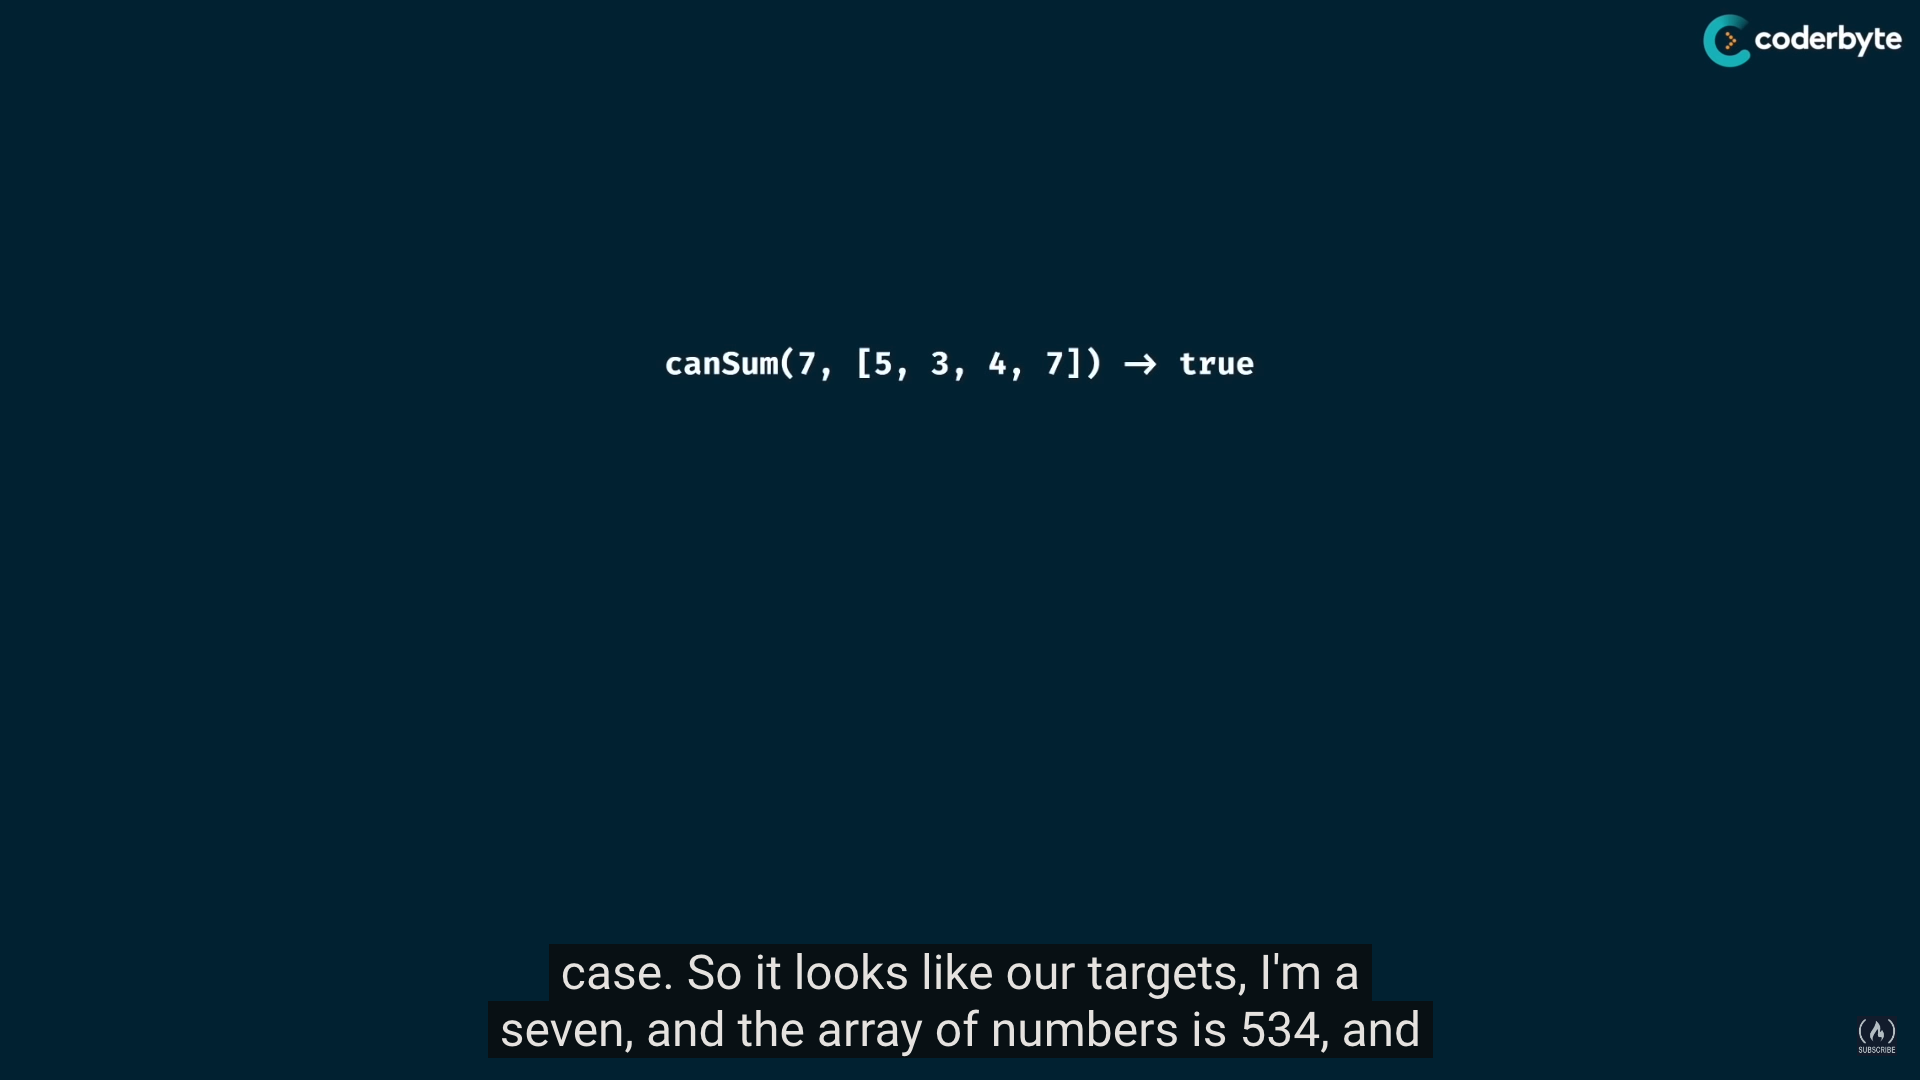 coderbyte
canSum(7, [5, 3, 4, 7]) → true
case. So it looks like our targets, I'm a
seven, and the array of numbers is 534, and
SUBSCRIBE